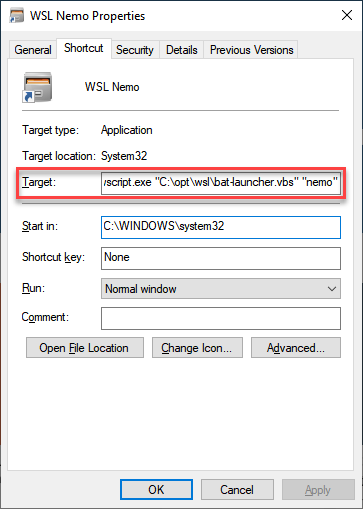 WSL Nemo Properties
General Shortcut Security Details Previous Versions
WSL Nemo
Target type: Application
Target location: System32
Target: script.exe "C:\opt\wsl\bat-launcher.vbs" "nemo"
Start in: C:\WINDOWS\system32
Shortcut key: None
Run: Normal window
Comment:
Open File Location Change Icon... Advanced...
OK Cancel Apply